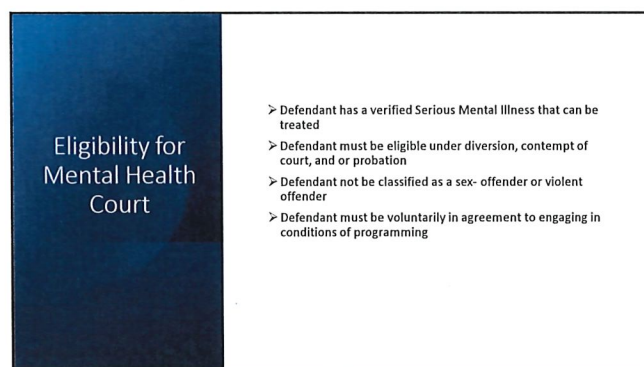 Eligibility for
Mental Health
Court
➢ Defendant has a verified Serious Mental Illness that can be
treated
➢ Defendant must be eligible under diversion, contempt of
court, and or probation
➢ Defendant not be classified as a sex- offender or violent
offender
➢ Defendant must be voluntarily in agreement to engaging in
conditions of programming